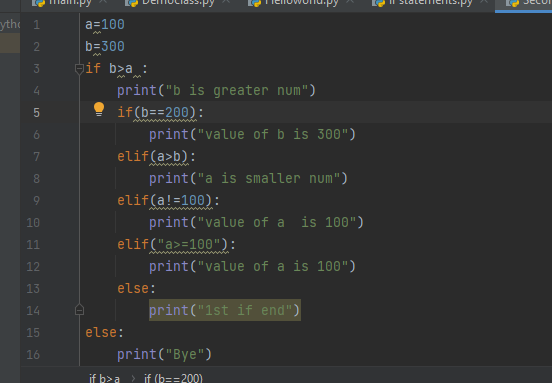 main.py Democlass.py Helloworld.py If statements.py
1 a=100
2 b=300
3 if b>a :
4 print("b is greater num")
5 if(b==200):
6 print("value of b is 300")
7 elif(a>b):
8 print("a is smaller num")
9 elif(a!=100):
10 print("value of a  is 100")
11 elif("a>=100"):
12 print("value of a is 100")
13 else:
14 print("1st if end")
15 else:
16 print("Bye")
if b>a › if (b==200)